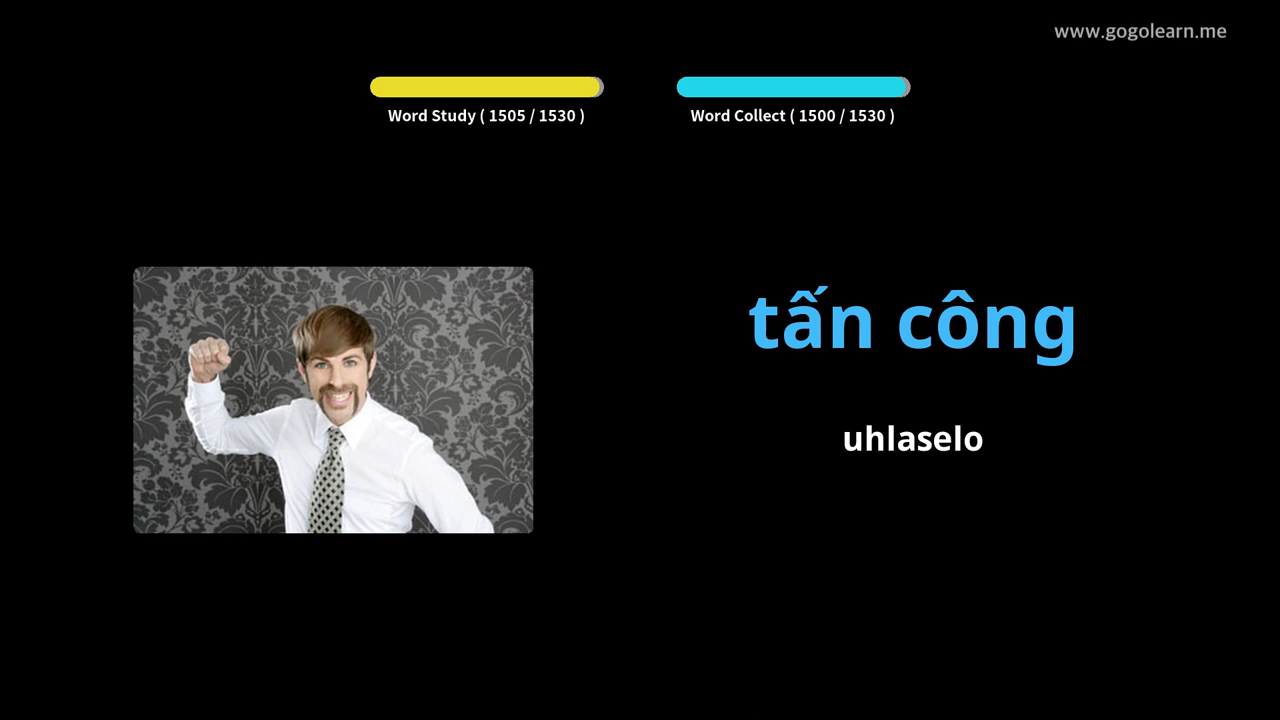 www.gogolearn.me
Word Study ( 1505 / 1530 )
Word Collect ( 1500 / 1530 )
tấn công
uhlaselo